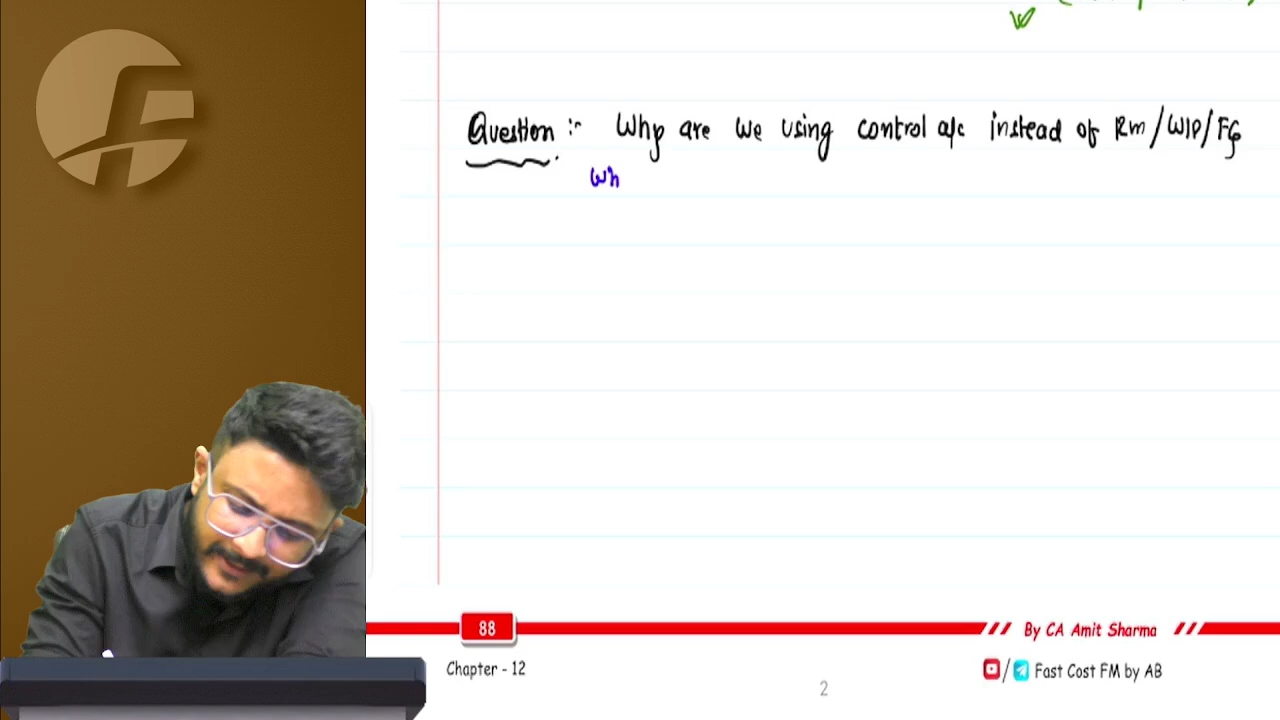 Question :- Why are we using control a/c instead of Rm/WIP/FG
Wh
88
By CA Amit Sharma
Chapter - 12
/ Fast Cost FM by AB
2